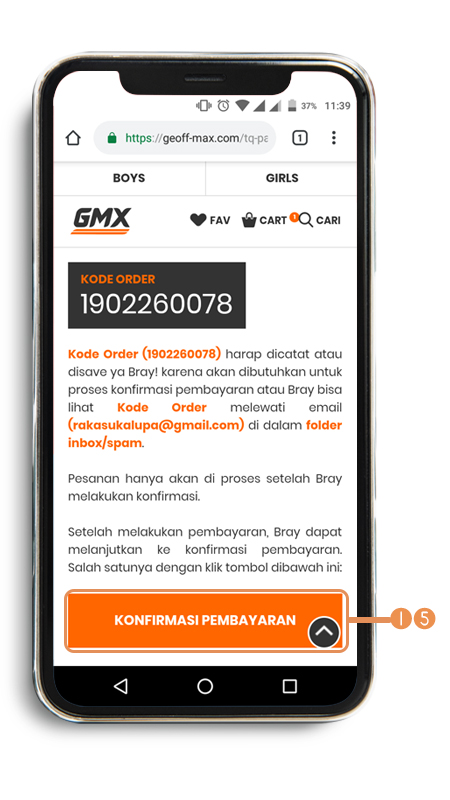 37% 11:39
https://geoff-max.com/tq-pa
1
BOYS GIRLS
GMX FAV CART CARI
KODE ORDER
1902260078
Kode Order (1902260078) harap dicatat atau
disave ya Bray! karena akan dibutuhkan untuk
proses konfirmasi pembayaran atau Bray bisa
lihat Kode Order melewati email
(rakasukalupa@gmail.com) di dalam folder
inbox/spam.
Pesanan hanya akan di proses setelah Bray
melakukan konfirmasi.
Setelah melakukan pembayaran, Bray dapat
melanjutkan ke konfirmasi pembayaran.
Salah satunya dengan klik tombol dibawah ini:
KONFIRMASI PEMBAYARAN
15